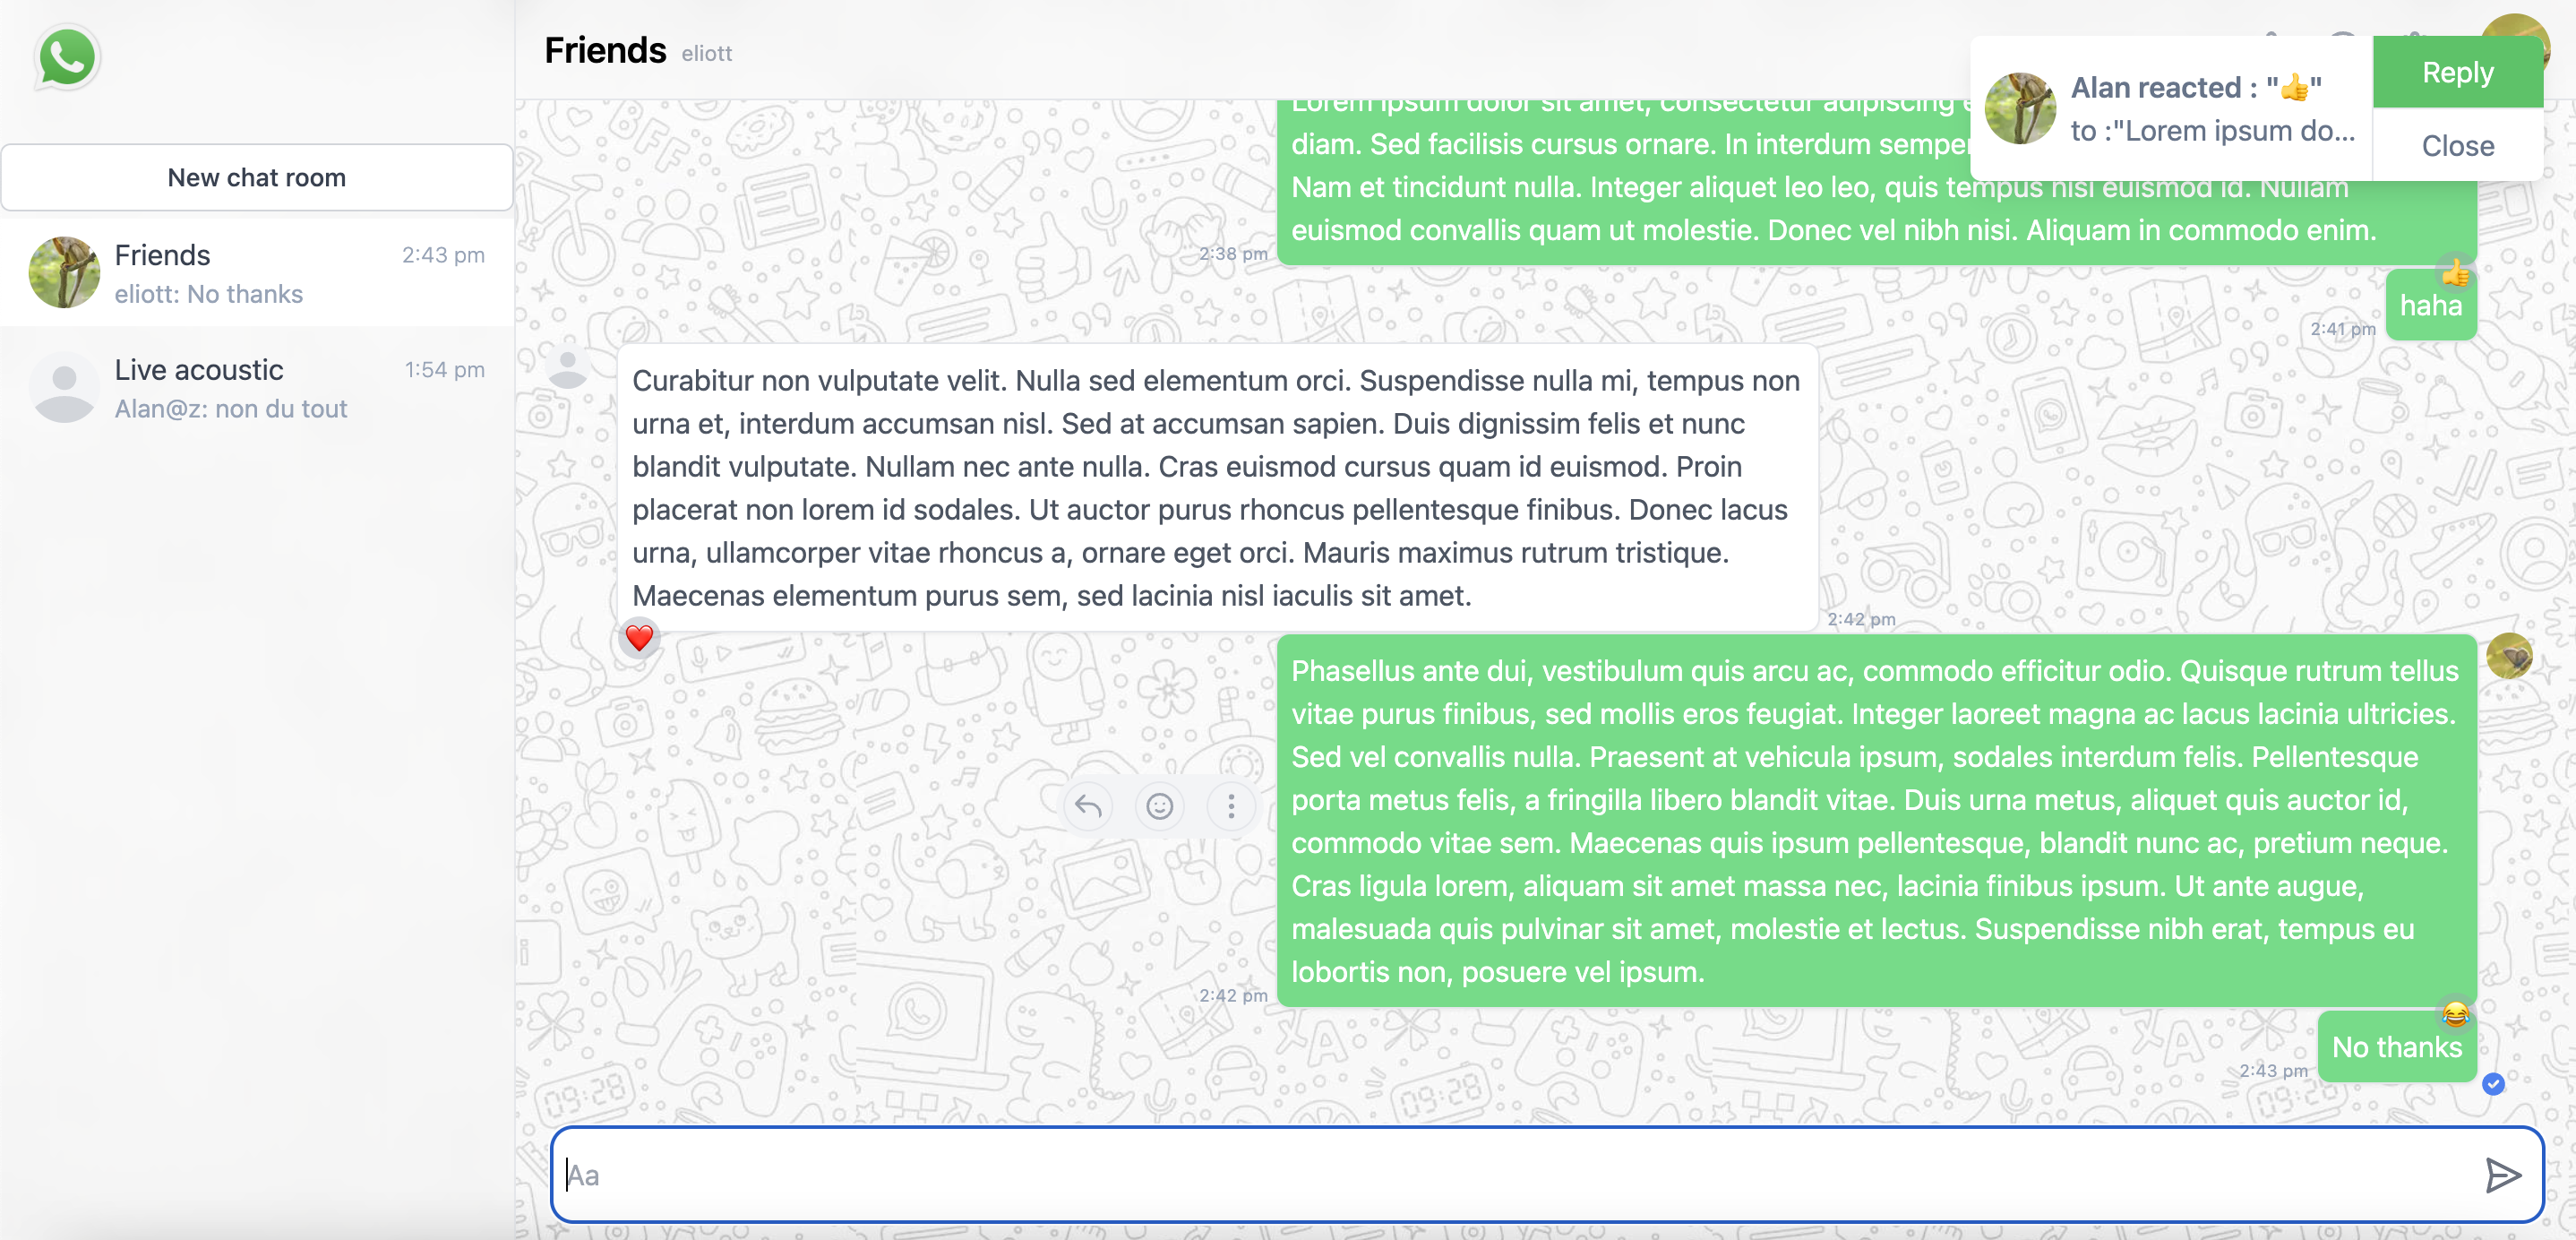 Friends eliott
Alan reacted : "👍"
to :"Lorem ipsum do...
Reply
Close
New chat room
Friends 2:43 pm
eliott: No thanks
Live acoustic 1:54 pm
Alan@z: non du tout
Lorem ipsum dolor sit amet, consectetur adipiscing
diam. Sed facilisis cursus ornare. In interdum semper
Nam et tincidunt nulla. Integer aliquet leo leo, quis tempus nisl euismod id. Nullam
euismod convallis quam ut molestie. Donec vel nibh nisi. Aliquam in commodo enim.
2:38 pm
👍
haha
2:41 pm
Curabitur non vulputate velit. Nulla sed elementum orci. Suspendisse nulla mi, tempus non
urna et, interdum accumsan nisl. Sed at accumsan sapien. Duis dignissim felis et nunc
blandit vulputate. Nullam nec ante nulla. Cras euismod cursus quam id euismod. Proin
placerat non lorem id sodales. Ut auctor purus rhoncus pellentesque finibus. Donec lacus
urna, ullamcorper vitae rhoncus a, ornare eget orci. Mauris maximus rutrum tristique.
Maecenas elementum purus sem, sed lacinia nisl iaculis sit amet.
2:42 pm
❤️
Phasellus ante dui, vestibulum quis arcu ac, commodo efficitur odio. Quisque rutrum tellus
vitae purus finibus, sed mollis eros feugiat. Integer laoreet magna ac lacus lacinia ultricies.
Sed vel convallis nulla. Praesent at vehicula ipsum, sodales interdum felis. Pellentesque
porta metus felis, a fringilla libero blandit vitae. Duis urna metus, aliquet quis auctor id,
commodo vitae sem. Maecenas quis ipsum pellentesque, blandit nunc ac, pretium neque.
Cras ligula lorem, aliquam sit amet massa nec, lacinia finibus ipsum. Ut ante augue,
malesuada quis pulvinar sit amet, molestie et lectus. Suspendisse nibh erat, tempus eu
lobortis non, posuere vel ipsum.
2:42 pm
😂
No thanks
2:43 pm
Aa